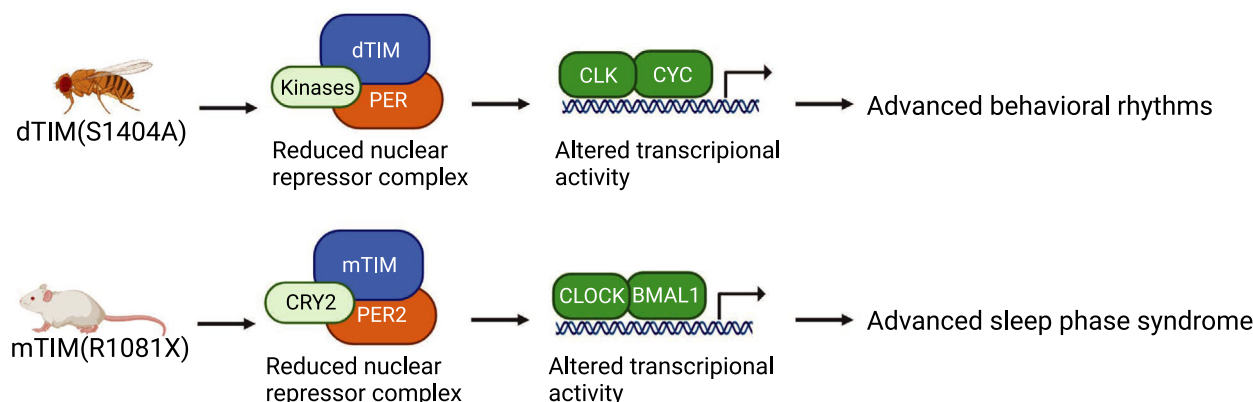 dTIM
Kinases
PER
CLK
CYC
dTIM(S1404A)
Advanced behavioral rhythms
Reduced nuclear
repressor complex
Altered transcripional
activity
mTIM
CRY2
PER2
CLOCK
BMAL1
mTIM(R1081X)
Advanced sleep phase syndrome
Reduced nuclear
repressor complex
Altered transcriptional
activity